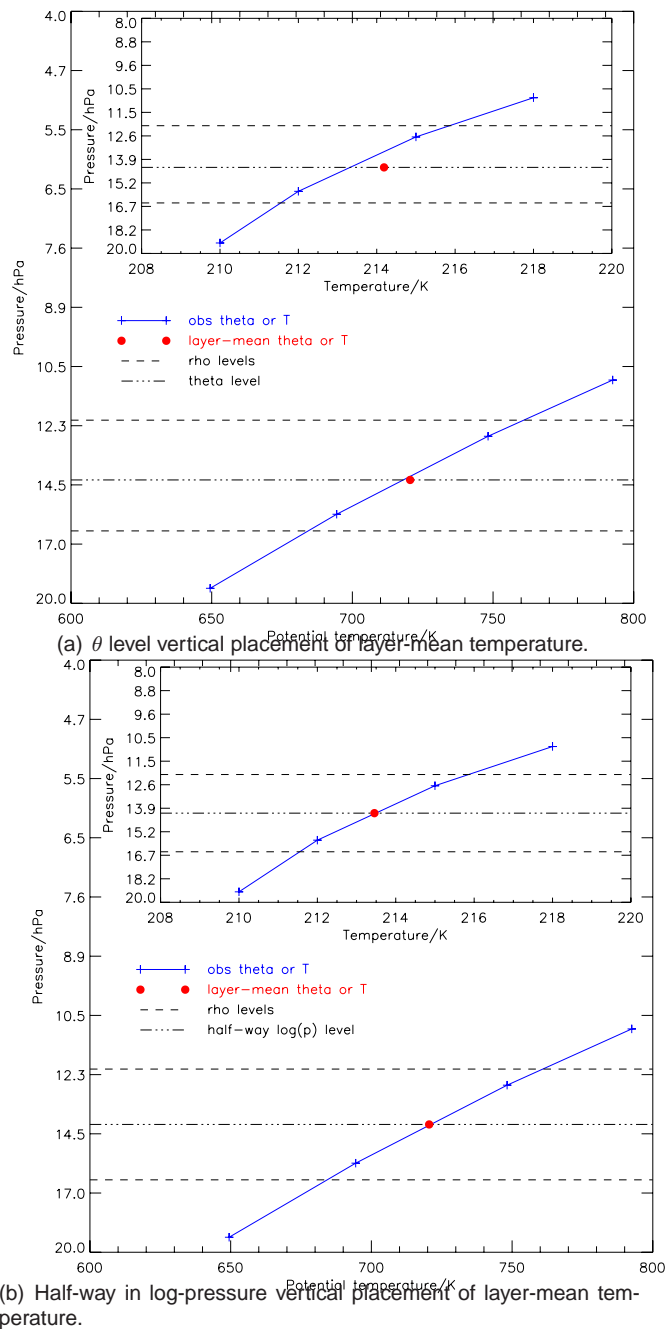 4.0
4.7
5.5
6.5
7.6
8.9
10.5
12.3
14.5
17.0
20.0
Pressure/hPa
8.0
8.8
9.6
10.5
11.5
12.6
13.9
15.2
16.7
18.2
20.0
Pressure/hPa
208 210 212 214 216 218 220
Temperature/K
obs theta or T
layer-mean theta or T
rho levels
theta level
600 650 700 750 800
Potential temperature/K
(a) θ level vertical placement of layer-mean temperature.
4.0
4.7
5.5
6.5
7.6
8.9
10.5
12.3
14.5
17.0
20.0
Pressure/hPa
8.0
8.8
9.6
10.5
11.5
12.6
13.9
15.2
16.7
18.2
20.0
Pressure/hPa
208 210 212 214 216 218 220
Temperature/K
obs theta or T
layer-mean theta or T
rho levels
half-way log(p) level
600 650 700 750 800
Potential temperature/K
(b) Half-way in log-pressure vertical placement of layer-mean tem-
perature.